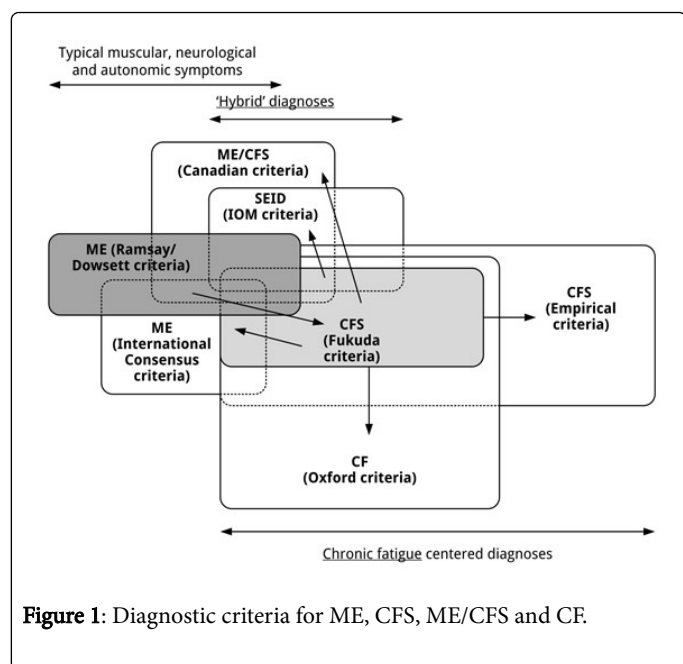 Typical muscular, neurological
and autonomic symptoms
‘Hybrid’ diagnoses
ME/CFS
(Canadian criteria)
SEID
(IOM criteria)
ME (Ramsay/
Dowsett criteria)
CFS
(Empirical
criteria)
ME
(International
Consensus
criteria)
CFS
(Fukuda
criteria)
CF
(Oxford criteria)
Chronic fatigue centered diagnoses
Figure 1: Diagnostic criteria for ME, CFS, ME/CFS and CF.